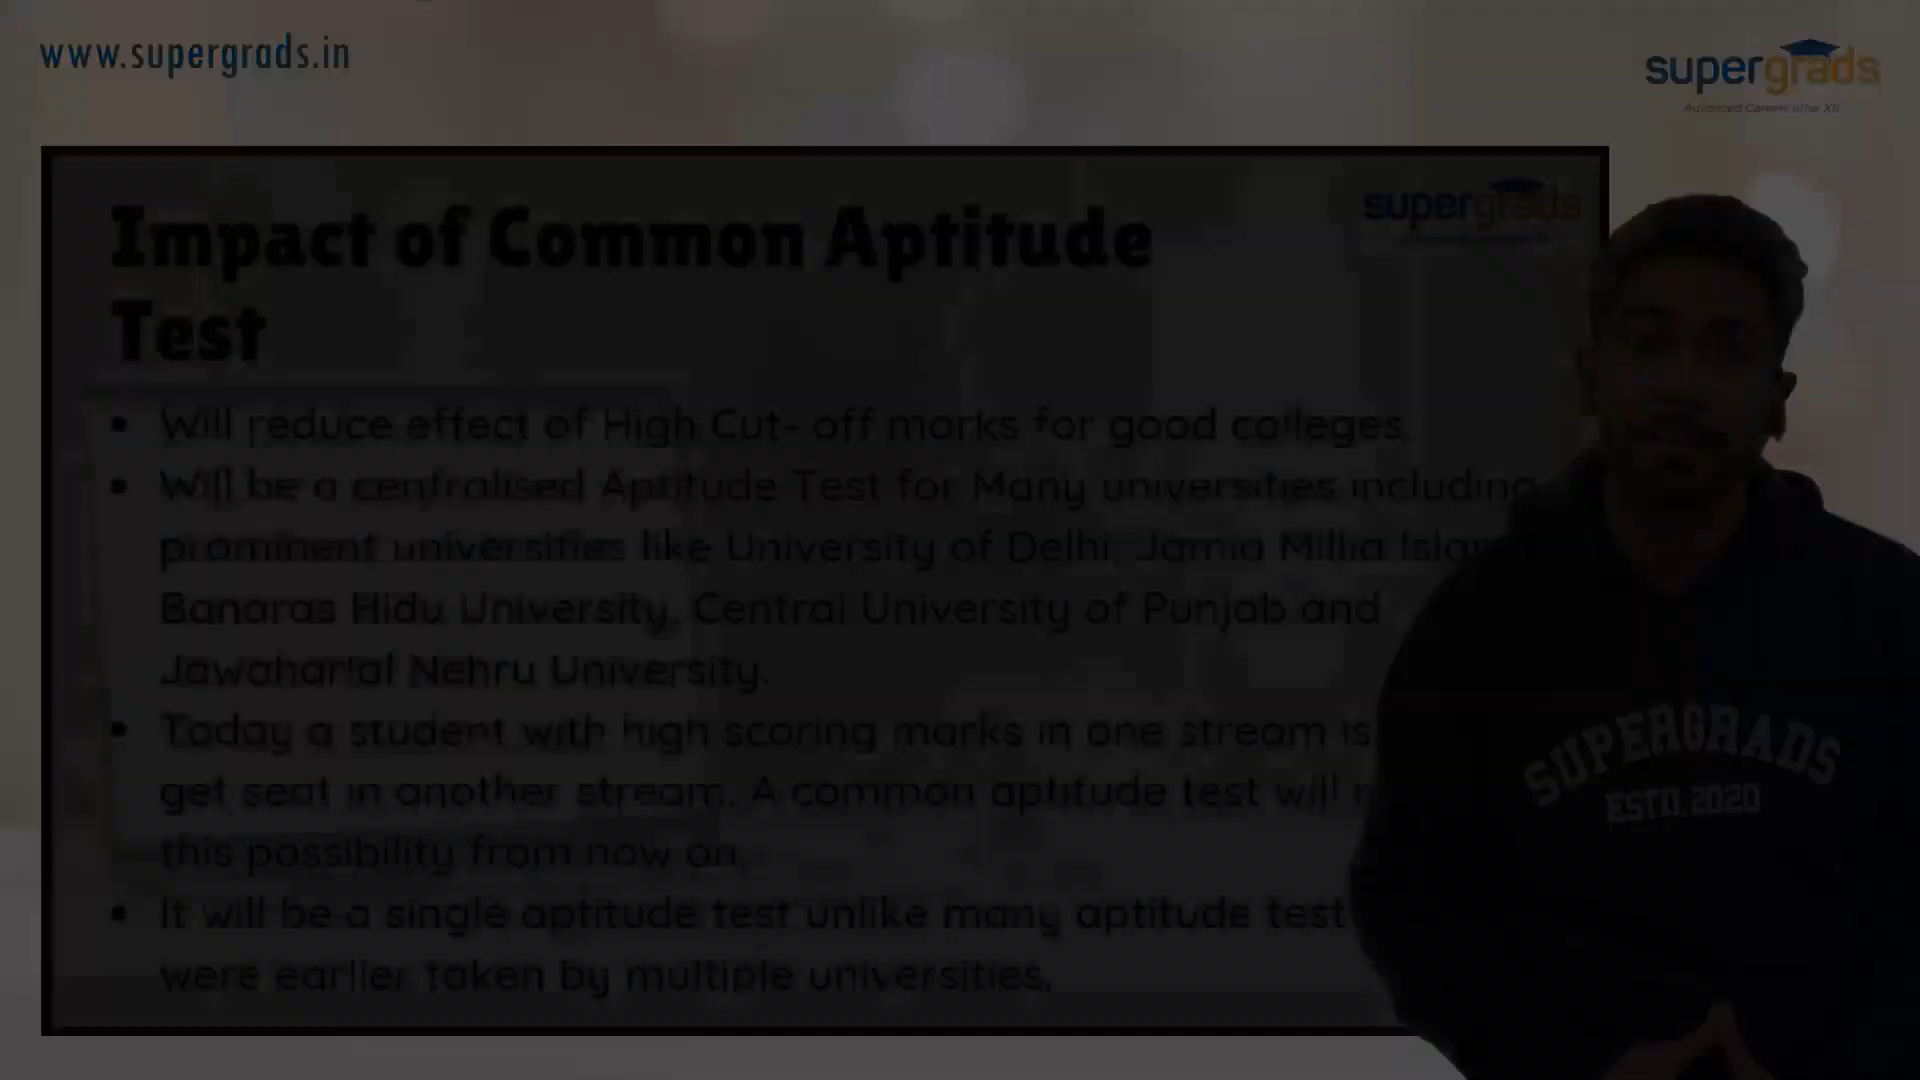 www.supergrads.in
supergrads
Advanced Careers after XII
Impact of Common Aptitude
supergrads
Test
Will reduce effect of High Cut- off marks for good colleges.
Will be a centralised Aptitude Test for Many universities including
prominent universities like University of Delhi, Jamia Millia
Banaras Hidu University, Central University of Punjab and
Jawaharlal Nehru University.
Today a student with high scoring marks in one stream is
get seat in another stream. A common aptitude test will
this possibility from now on.
It will be a single aptitude test unlike many aptitude test
were earlier taken by multiple universities.
SUPERGRADS
ESTD. 2020